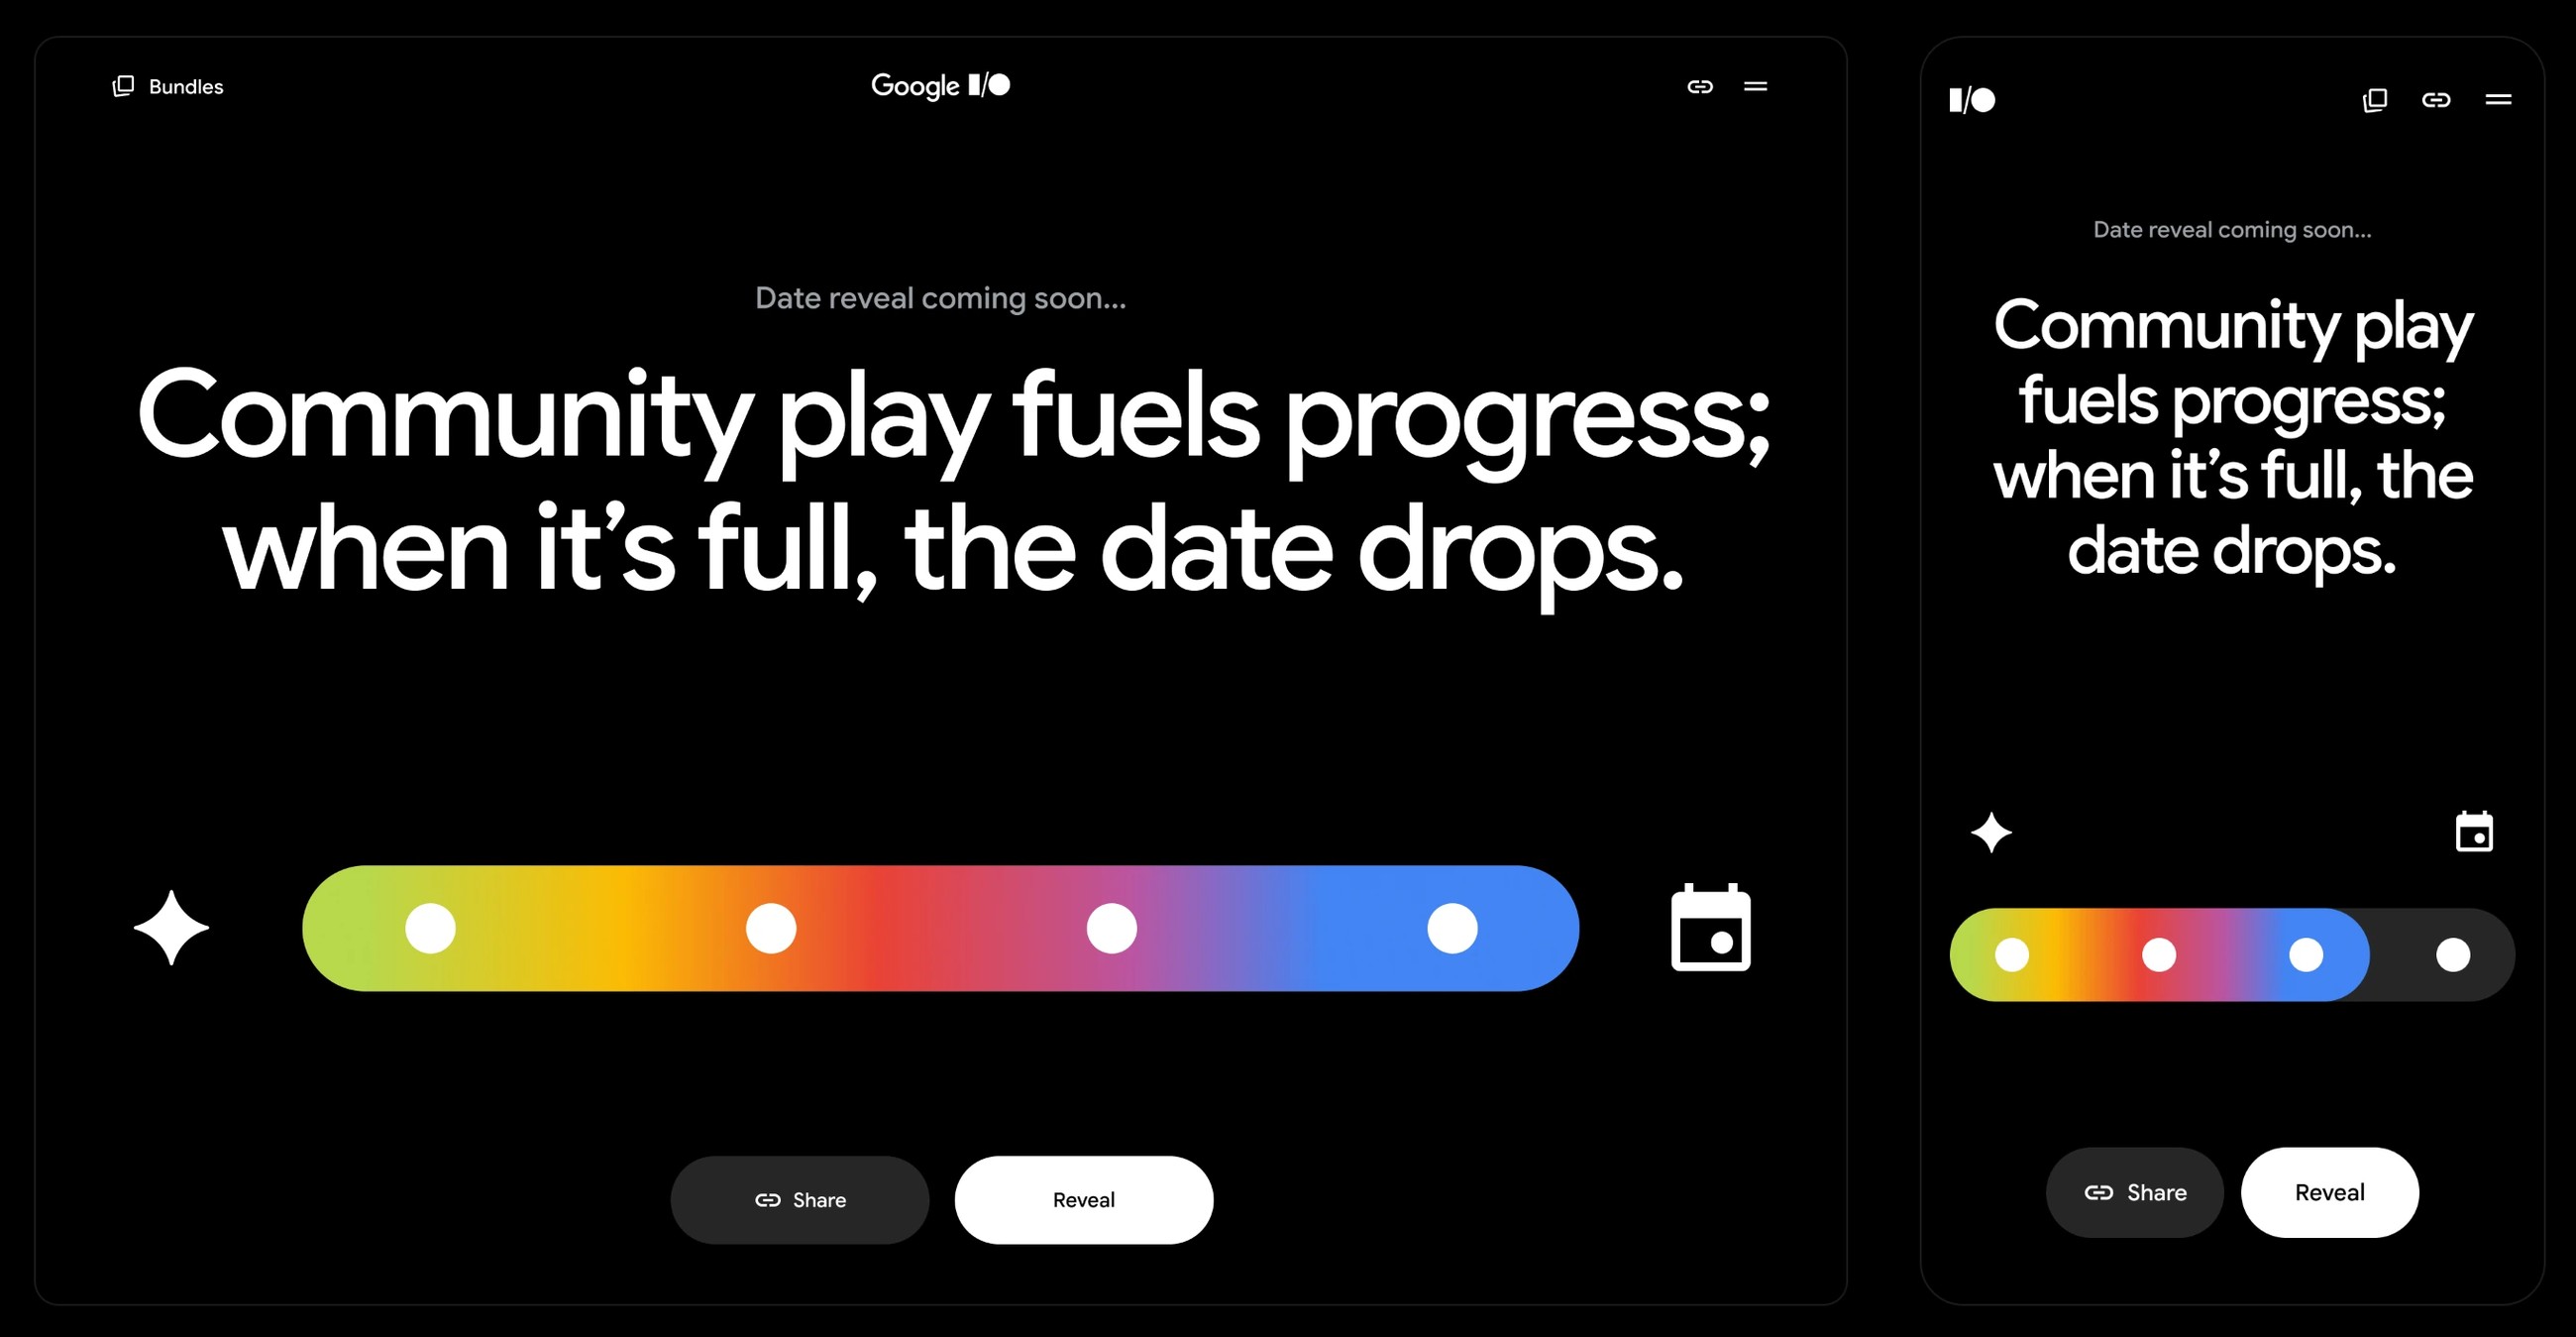 Bundles
Google I/O
Date reveal coming soon...
Community play fuels progress;
when it’s full, the date drops.
Share
Reveal
I/O
Date reveal coming soon...
Community play
fuels progress;
when it’s full, the
date drops.
Share
Reveal